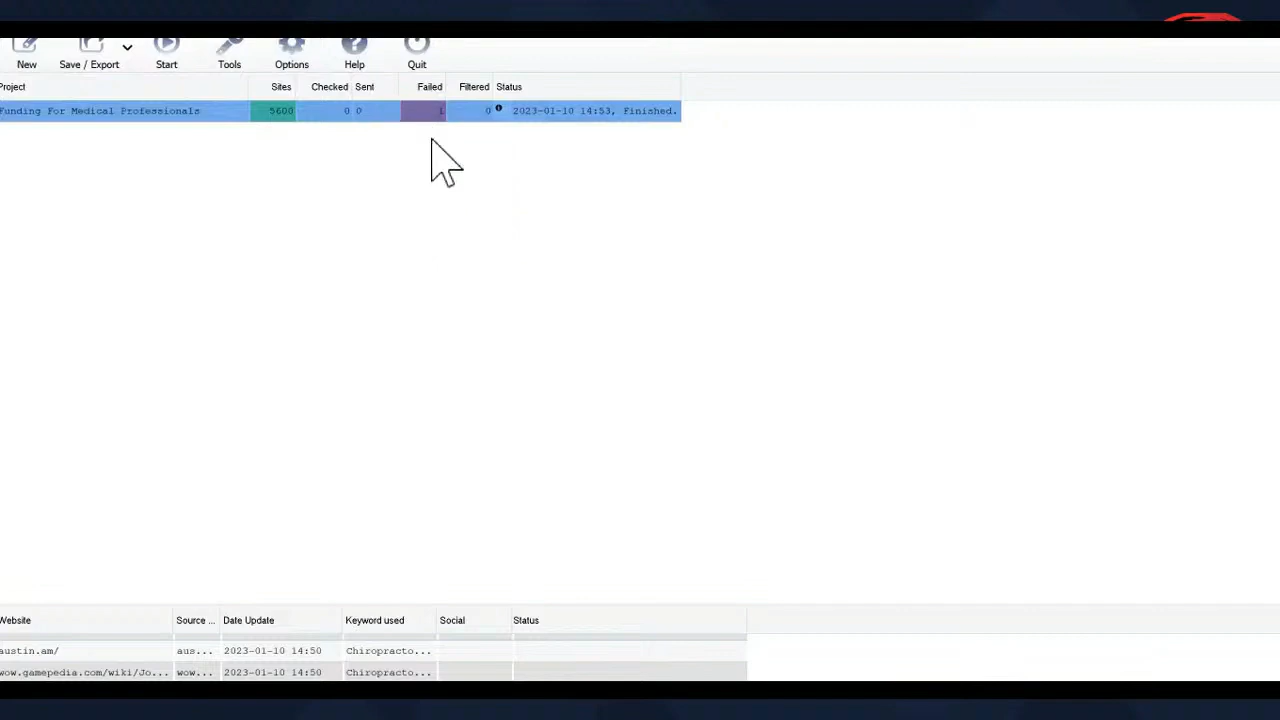 New Save / Export Start Tools Options Help Quit
Project Sites Checked Sent Failed Filtered Status
Funding For Medical Professionals 5600 0 0 1 0 2023-01-10 14:53, Finished.
Website Source ... Date Update Keyword used Social Status
austin.am/ aus... 2023-01-10 14:50 Chiropracto...
wow.gamepedia.com/wiki/Jo... wow... 2023-01-10 14:50 Chiropracto...